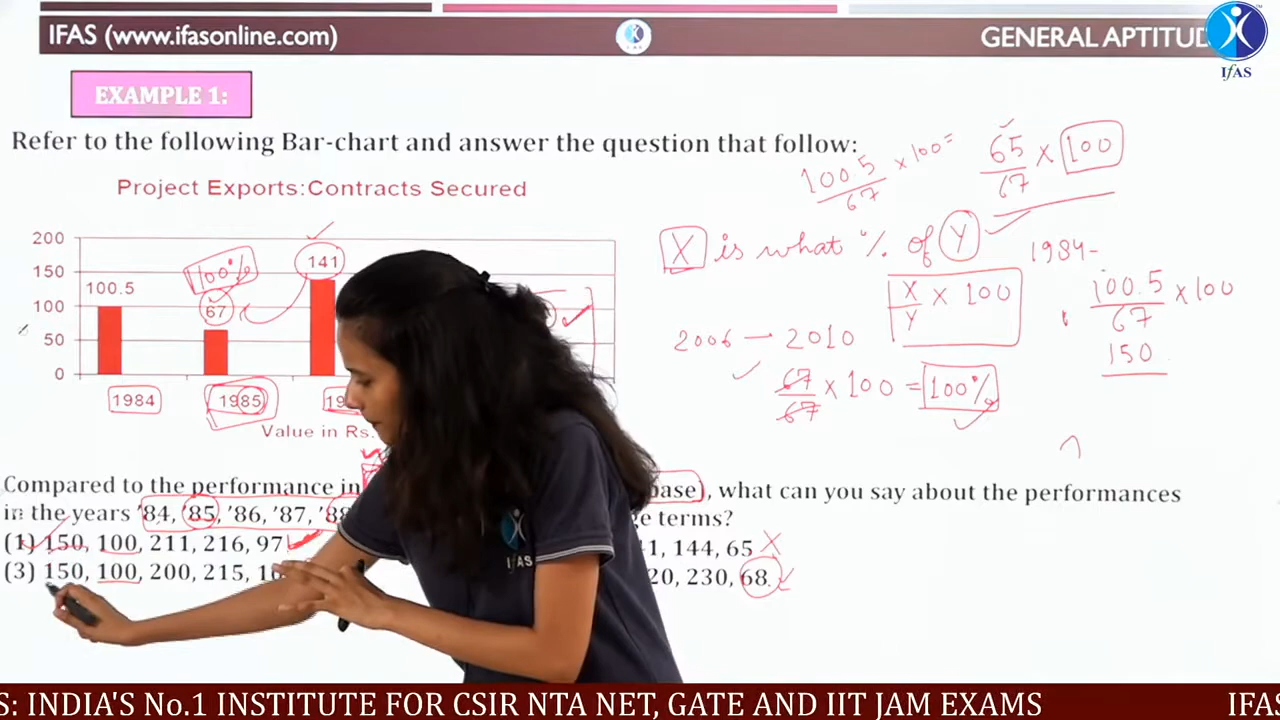 IFAS (www.ifasonline.com)
GENERAL APTITUD
IfAS
EXAMPLE 1:
Refer to the following Bar-chart and answer the question that follow:
Project Exports:Contracts Secured
200
150
100
50
0
100.5
100%
67
141
1984
1985
Value in Rs.
100.5/67 × 100 =
65/67 × 100
X is what % of Y
X/Y × 100
1984-
100.5/67 × 100
150
2006 — 2010
67/67 × 100 = 100%
Compared to the performance in base), what can you say about the performances
in the years '84, '85, '86, '87, '88 terms?
(1) 150, 100, 211, 216, 97
144, 65 X
(3) 150, 100, 200, 215,
230, 68.
S: INDIA'S No.1 INSTITUTE FOR CSIR NTA NET, GATE AND IIT JAM EXAMS
IFAS